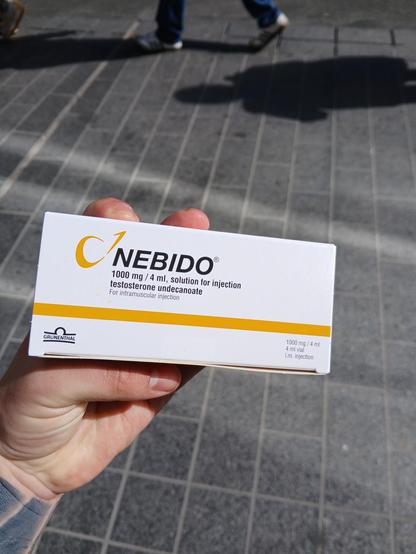 NEBIDO®
1000 mg / 4 ml, solution for injection
testosterone undecanoate
For intramuscular injection
GRÜNENTHAL
1000 mg / 4 ml
4 ml vial
i.m. injection